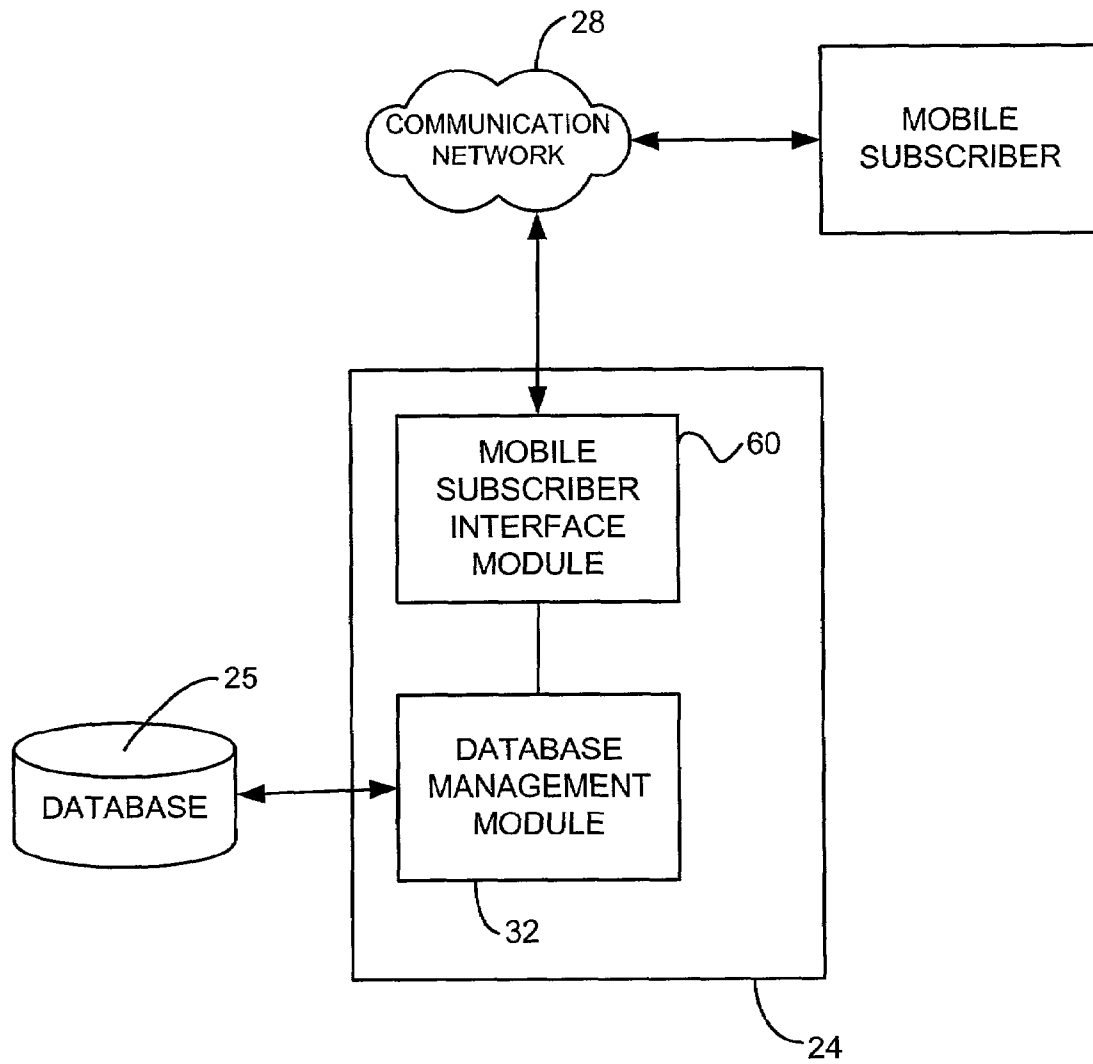 28
COMMUNICATION
NETWORK
MOBILE
SUBSCRIBER
MOBILE
SUBSCRIBER
INTERFACE
MODULE
60
25
DATABASE
DATABASE
MANAGEMENT
MODULE
32
24